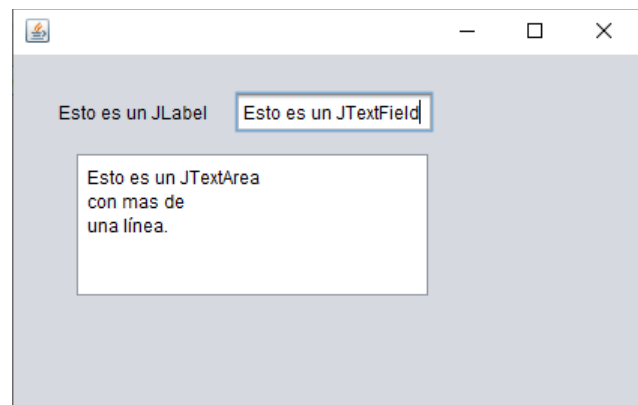 Esto es un JLabel Esto es un JTextField
Esto es un JTextArea
con mas de
una línea.